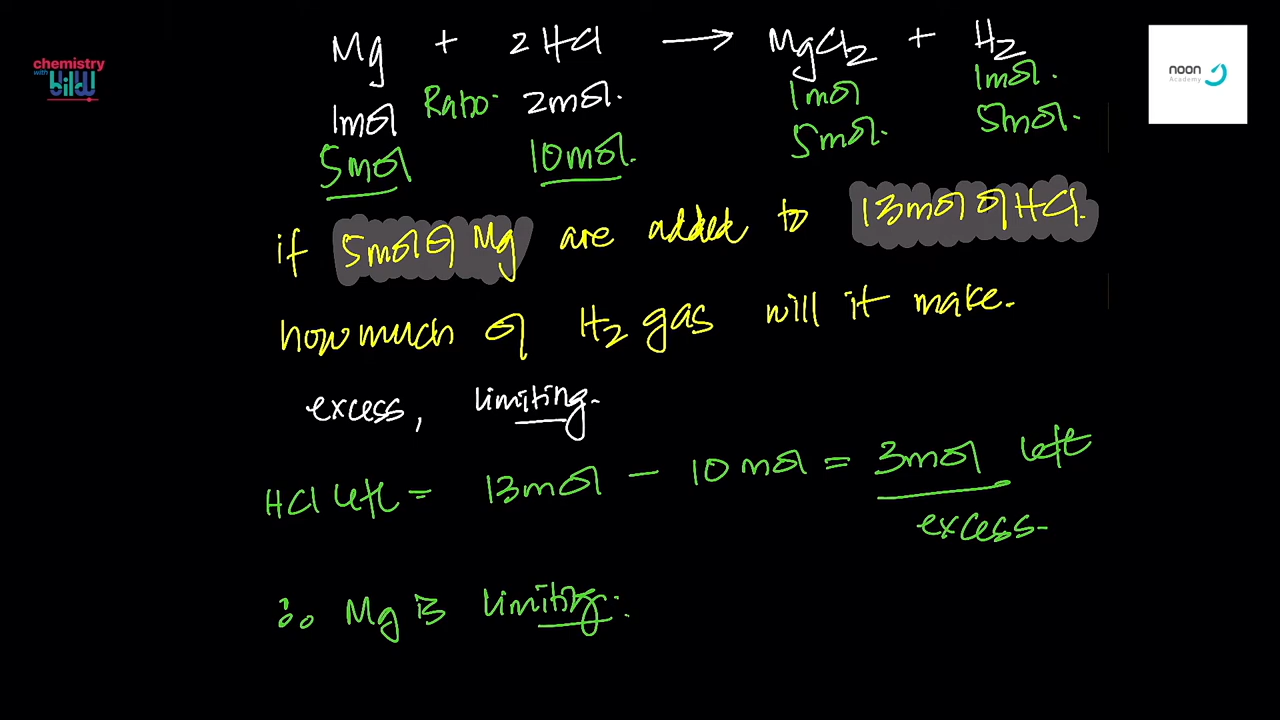 Mg + 2HCl → MgCl₂ + H₂
1mol Ratio. 2mol. 1mol 1mol.
5mol 10mol. 5mol. 5mol.
if 5mol of Mg are added to 13mol of HCl.
how much of H₂ gas will it make.
excess, limiting.
HCl left = 13mol - 10mol = 3mol left
excess.
∴ Mg is limiting.
chemistry
with
bilal
noon
Academy